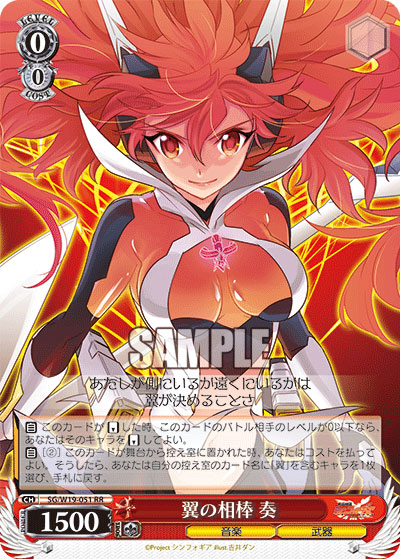 LEVEL
0
0
COST
SAMPLE
あたしが側にいるか遠くにいるかは
翼が決めることさ
自 このカードが【 】した時、このカードのバトル相手のレベルが0以下なら、
あなたはそのキャラを【 】してよい。
自 [②] このカードが舞台から控え室に置かれた時、あなたはコストを払ってよ
い。そうしたら、あなたは自分の控え室のカード名に「翼」を含むキャラを1枚
選び、手札に戻す。
CH SG/W19-051 RR
翼の相棒 奏
1500
音楽
武器
©Project シンフォギア Illust.吉井ダン